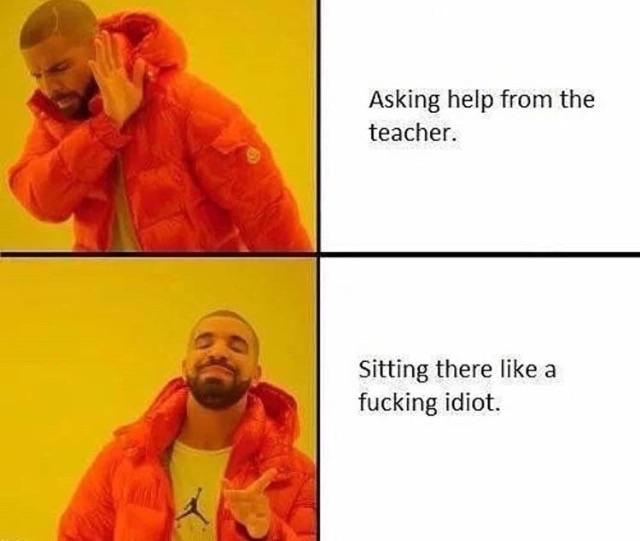 Asking help from the
teacher.
Sitting there like a
fucking idiot.